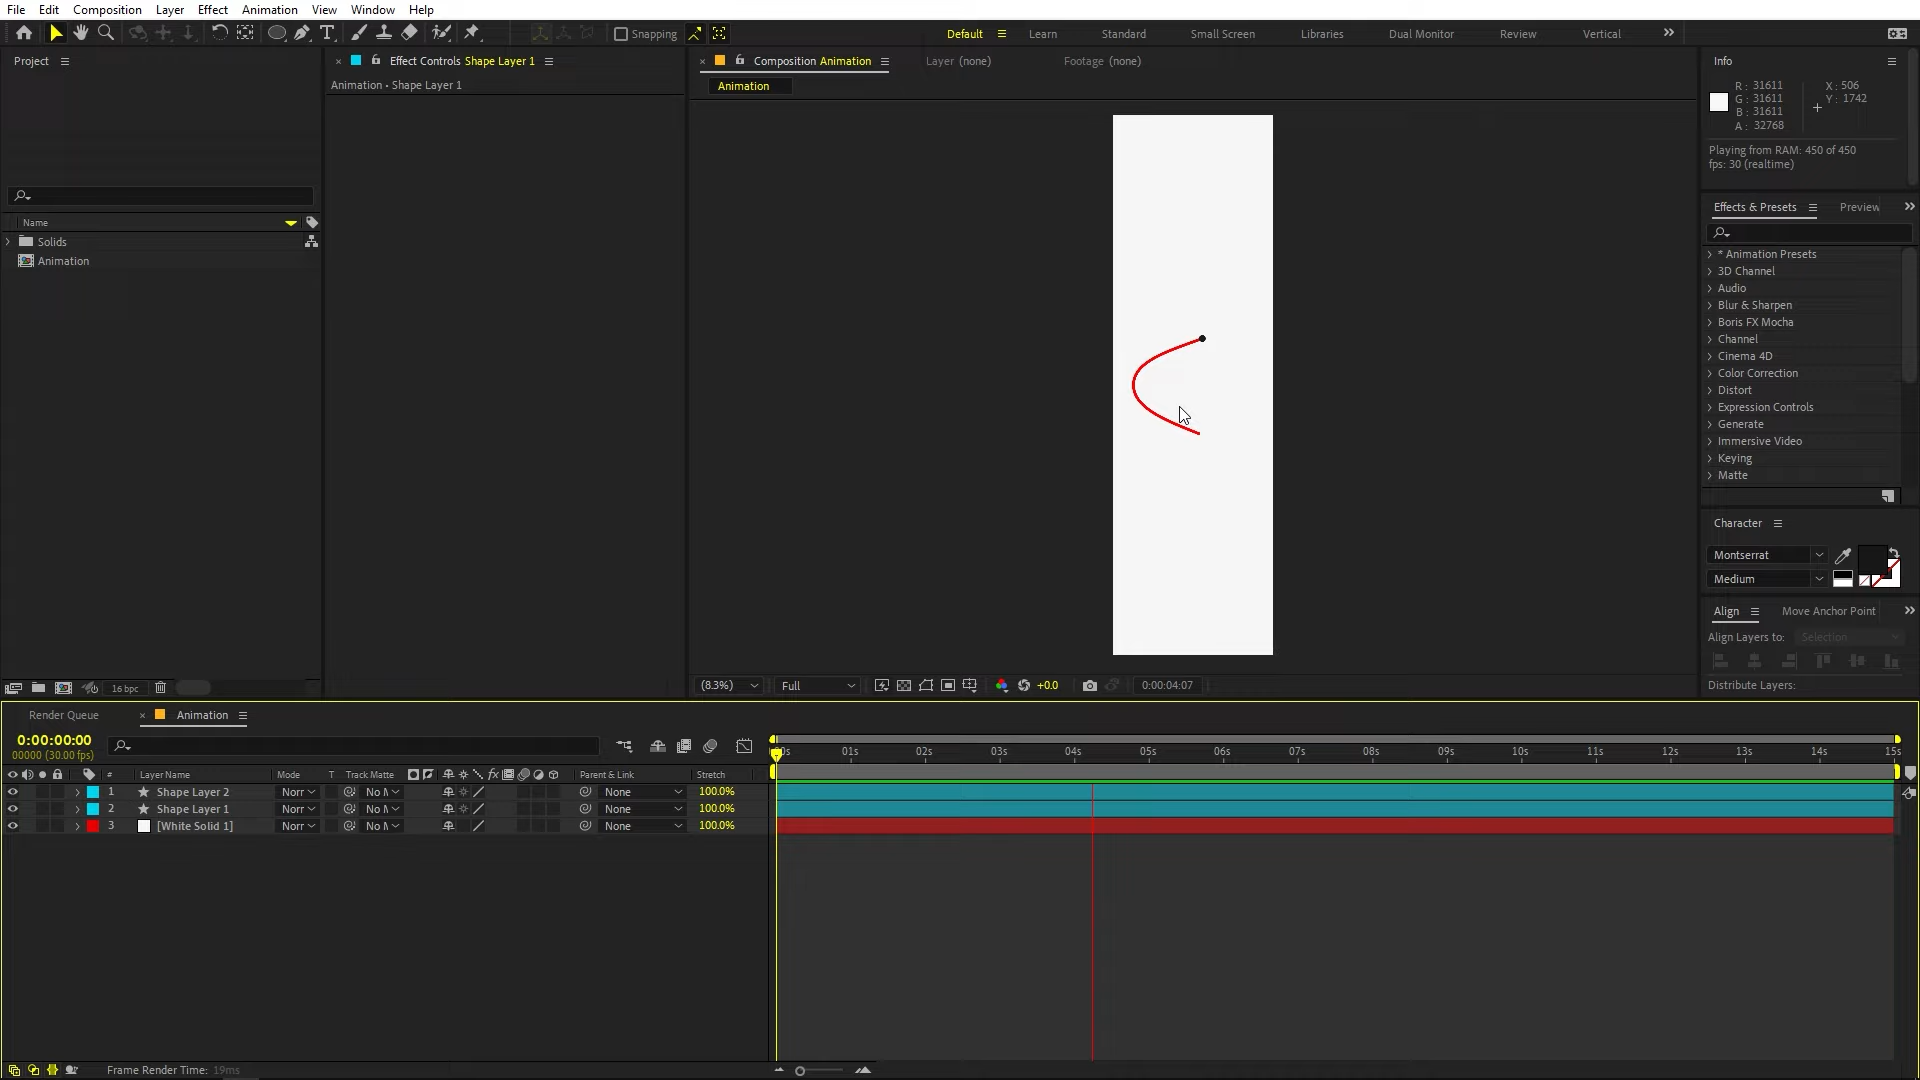 File Edit Composition Layer Effect Animation View Window Help
Snapping
Default Learn Standard Small Screen Libraries Dual Monitor Review Vertical
Project
Effect Controls Shape Layer 1
Composition Animation
Layer (none)
Footage (none)
Info
Animation • Shape Layer 1
Animation
R : 31611
G : 31611
B : 31611
A : 32768
X : 506
Y : 1742
Playing from RAM: 450 of 450
fps: 30 (realtime)
Effects & Presets Preview
Name
Solids
Animation
* Animation Presets
3D Channel
Audio
Blur & Sharpen
Boris FX Mocha
Channel
Cinema 4D
Color Correction
Distort
Expression Controls
Generate
Immersive Video
Keying
Matte
Character
Montserrat
Medium
Align Move Anchor Point
Align Layers to: Selection
Distribute Layers:
16 bpc
(8.3%) Full +0.0 0:00:04:07
Render Queue Animation
0:00:00:00
00000 (30.00 fps)
00s 01s 02s 03s 04s 05s 06s 07s 08s 09s 10s 11s 12s 13s 14s 15s
# Layer Name Mode T Track Matte fx Parent & Link Stretch
1 Shape Layer 2 Norr No M None 100.0%
2 Shape Layer 1 Norr No M None 100.0%
3 [White Solid 1] Norr No M None 100.0%
Frame Render Time: 19ms